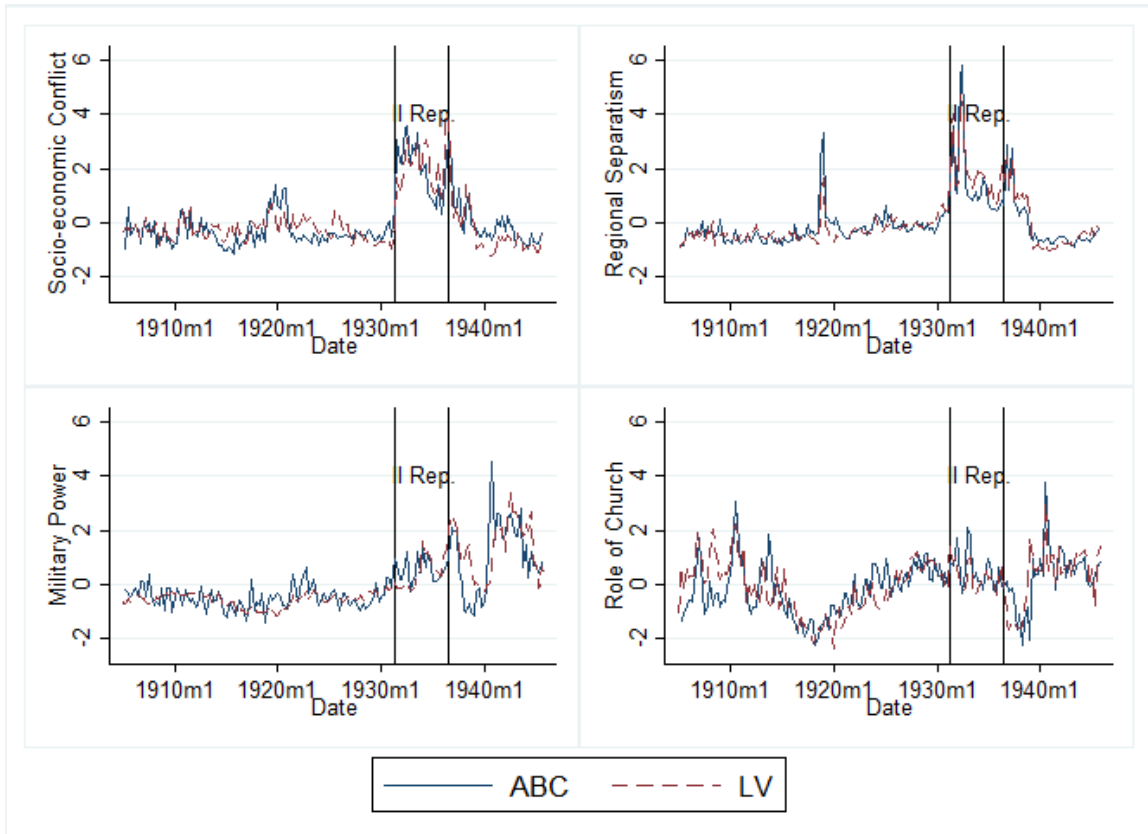 Socio-economic Conflict
6
4
2
0
-2
II Rep.
1910m1 1920m1 1930m1 1940m1
Date
Regional Separatism
6
4
2
0
-2
II Rep.
1910m1 1920m1 1930m1 1940m1
Date
Military Power
6
4
2
0
-2
II Rep.
1910m1 1920m1 1930m1 1940m1
Date
Role of Church
6
4
2
0
-2
II Rep.
1910m1 1920m1 1930m1 1940m1
Date
ABC LV